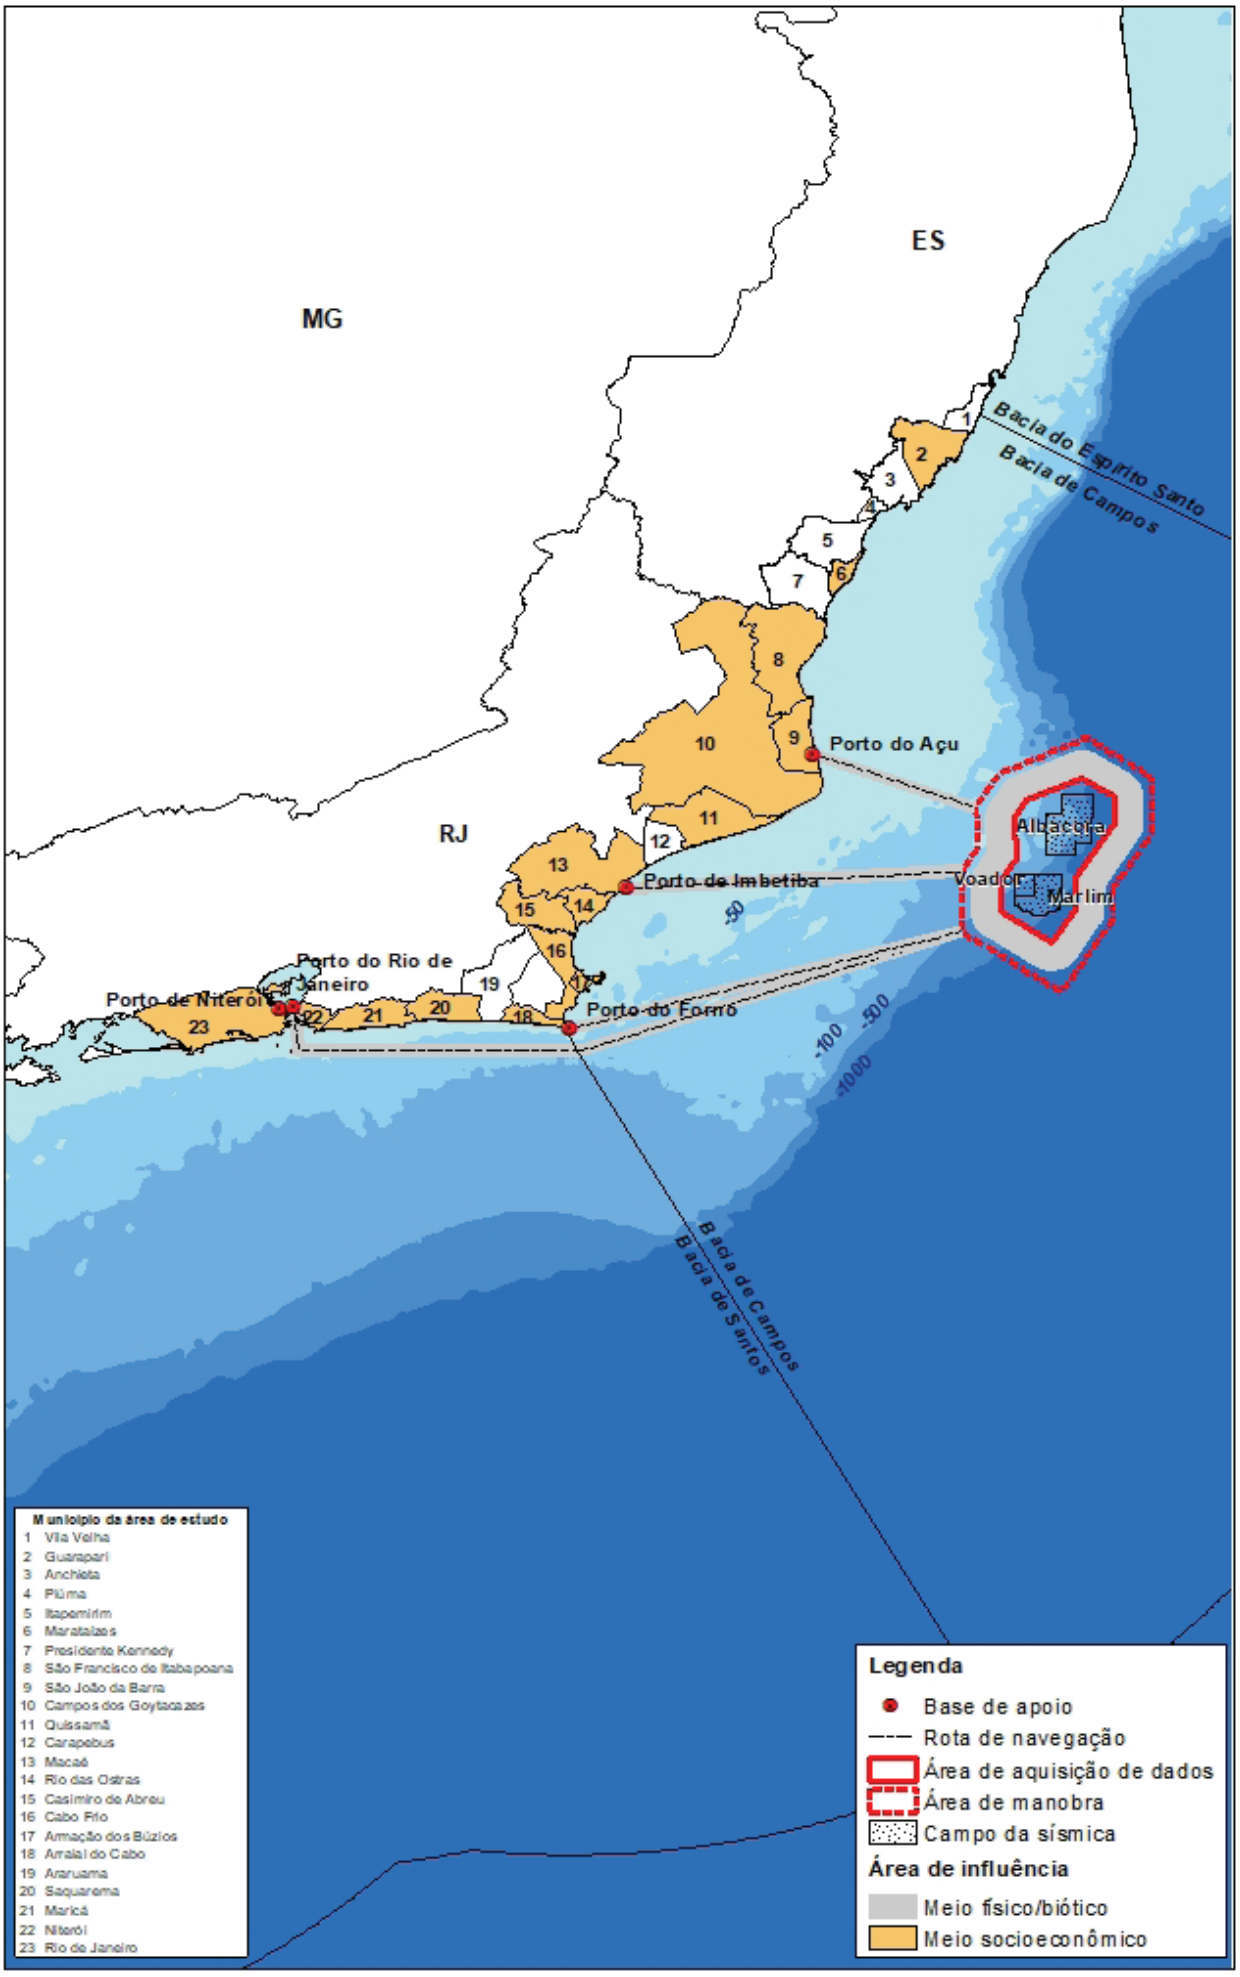 ES
MG
1
Bacia do Espírito Santo
Bacia de Campos
2
3
4
5
6
7
8
9
Porto do Açu
10
11
12
RJ
13
Albacora
Porto de Imbetiba
Voador
Marlim
14
15
-50
16
Porto do Rio de
Janeiro
17
19
Porto de Niterói
20
21
22
23
18
Porto do Forno
-500
-100
-1000
Bacia de Campos
Bacia de Santos
Município da área de estudo
1 Vila Velha
2 Guarapari
3 Anchieta
4 Piúma
5 Itapemirim
6 Marataízes
7 Presidente Kennedy
8 São Francisco de Itabapoana
9 São João da Barra
10 Campos dos Goytacazes
11 Quissamã
12 Carapebus
13 Macaé
14 Rio das Ostras
15 Casimiro de Abreu
16 Cabo Frio
17 Armação dos Búzios
18 Arraial do Cabo
19 Araruama
20 Saquarema
21 Maricá
22 Niterói
23 Rio de Janeiro
Legenda
Base de apoio
Rota de navegação
Área de aquisição de dados
Área de manobra
Campo da sísmica
Área de influência
Meio físico/biótico
Meio socioeconômico